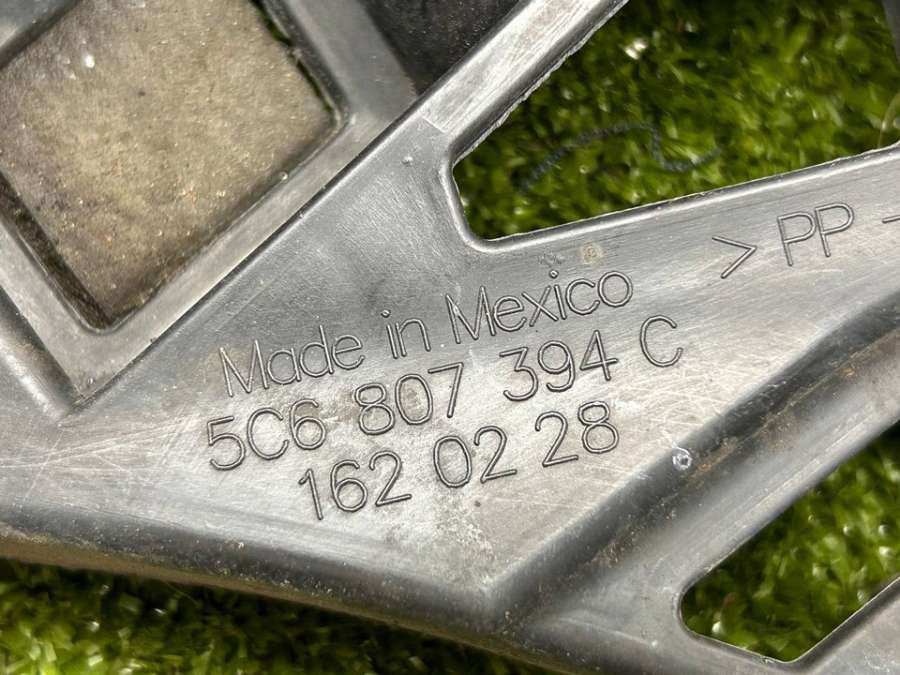 > PP -
Made in Mexico
5C6 807 394 C
162 02 28